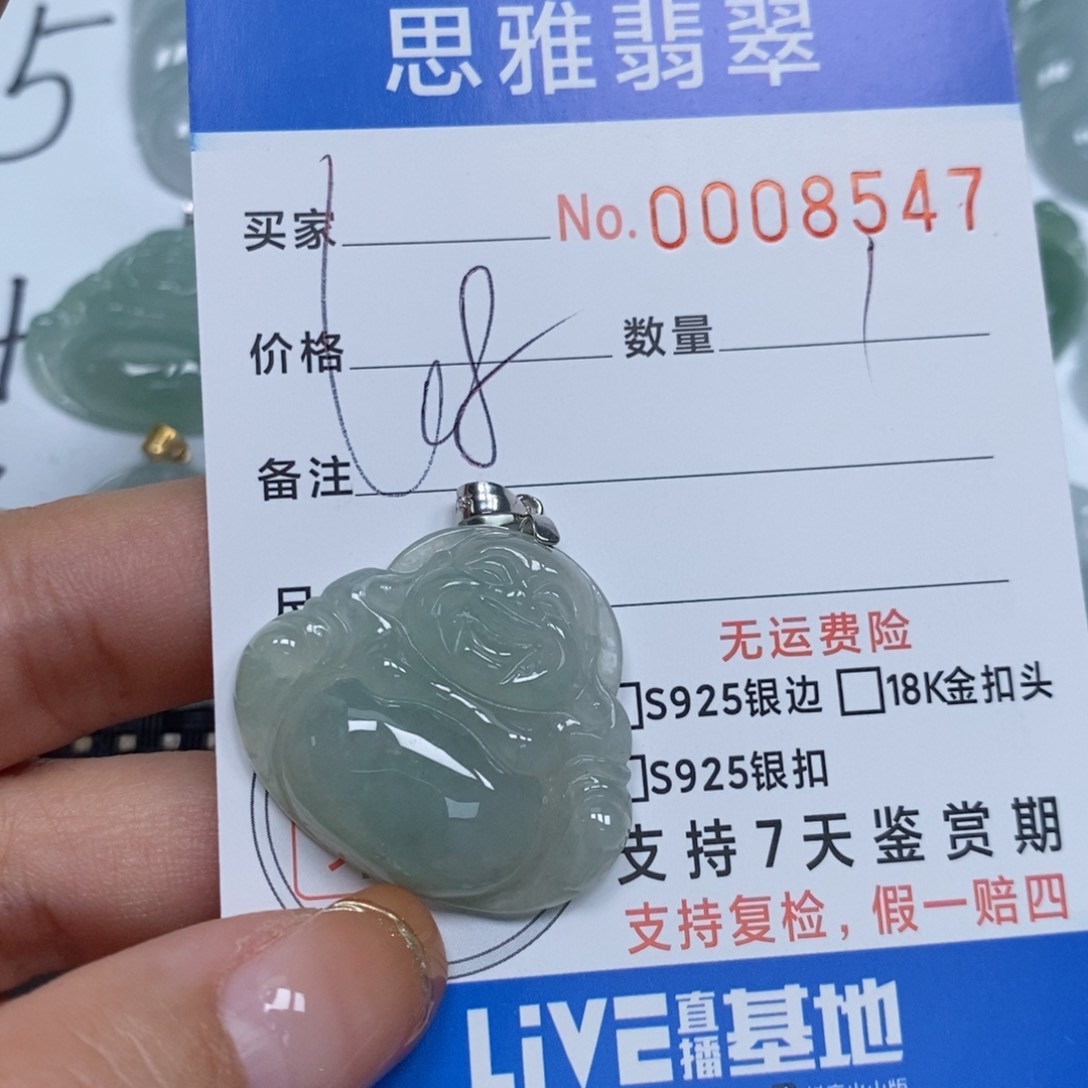 思雅翡翠
买家 No.0008547
价格 数量 1
备注
无运费险
S925银边 18K金扣头
S925银扣
支持7天鉴赏期
支持复检，假一赔四
LiVE直播基地
5